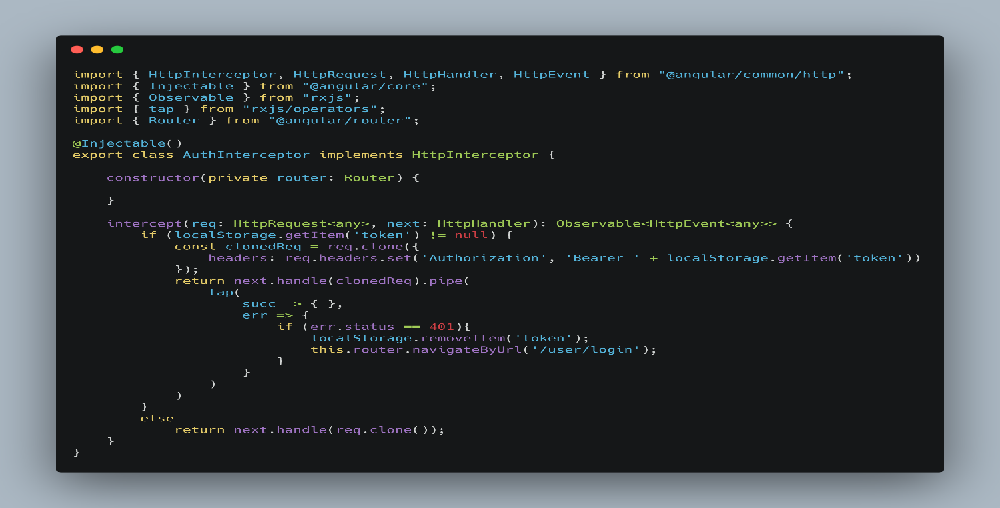 import { HttpInterceptor, HttpRequest, HttpHandler, HttpEvent } from "@angular/common/http";
import { Injectable } from "@angular/core";
import { Observable } from "rxjs";
import { tap } from "rxjs/operators";
import { Router } from "@angular/router";

@Injectable()
export class AuthInterceptor implements HttpInterceptor {

    constructor(private router: Router) {

    }

    intercept(req: HttpRequest<any>, next: HttpHandler): Observable<HttpEvent<any>> {
        if (localStorage.getItem('token') != null) {
            const clonedReq = req.clone({
                headers: req.headers.set('Authorization', 'Bearer ' + localStorage.getItem('token'))
            });
            return next.handle(clonedReq).pipe(
                tap(
                    succ => { },
                    err => {
                        if (err.status == 401){
                            localStorage.removeItem('token');
                            this.router.navigateByUrl('/user/login');
                        }
                    }
                )
            )
        }
        else
            return next.handle(req.clone());
    }
}